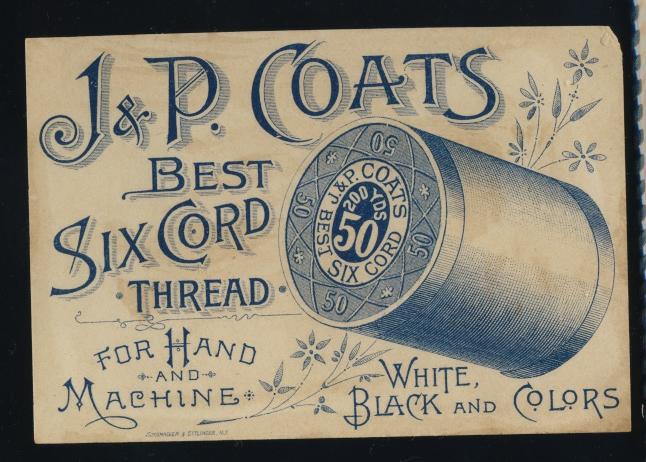 J & P. COATS
BEST
SIX CORD
• THREAD •
FOR HAND
AND
MACHINE
50
50
50
50
J. & P. COATS
200 YDS
50
BEST SIX CORD
WHITE,
BLACK AND COLORS